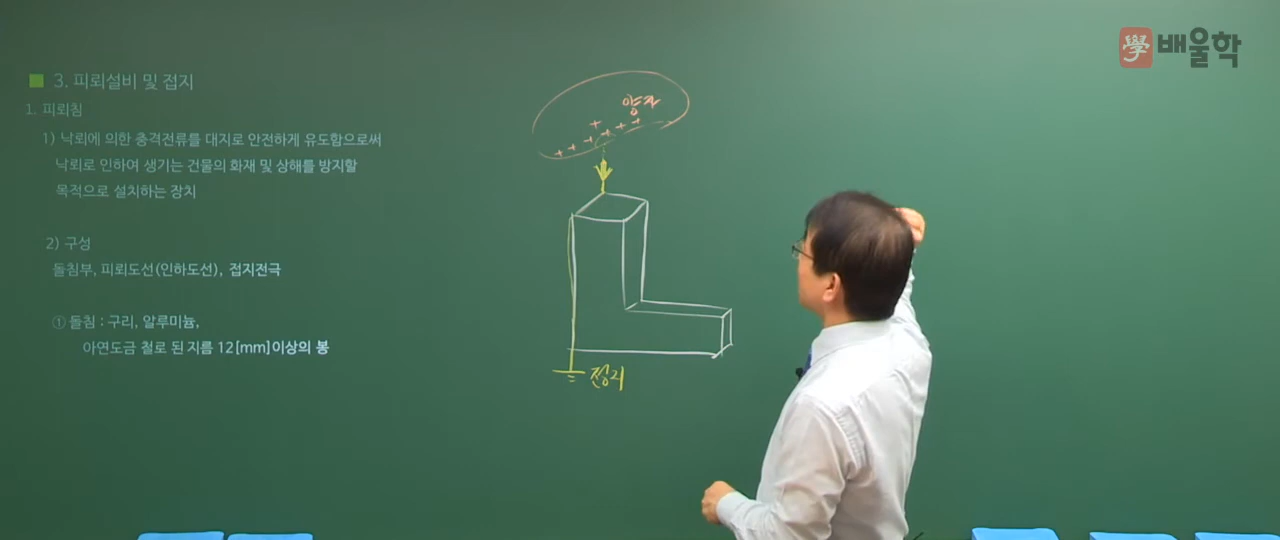 學 배울학
3. 피뢰설비 및 접지
1. 피뢰침
1) 낙뢰에 의한 충격전류를 대지로 안전하게 유도함으로써
낙뢰로 인하여 생기는 건물의 화재 및 상해를 방지할
목적으로 설치하는 장치
2) 구성
돌침부, 피뢰도선(인하도선), 접지전극
① 돌침 : 구리, 알루미늄,
아연도금 철로 된 지름 12[mm]이상의 봉
+ + + + + + +
접지